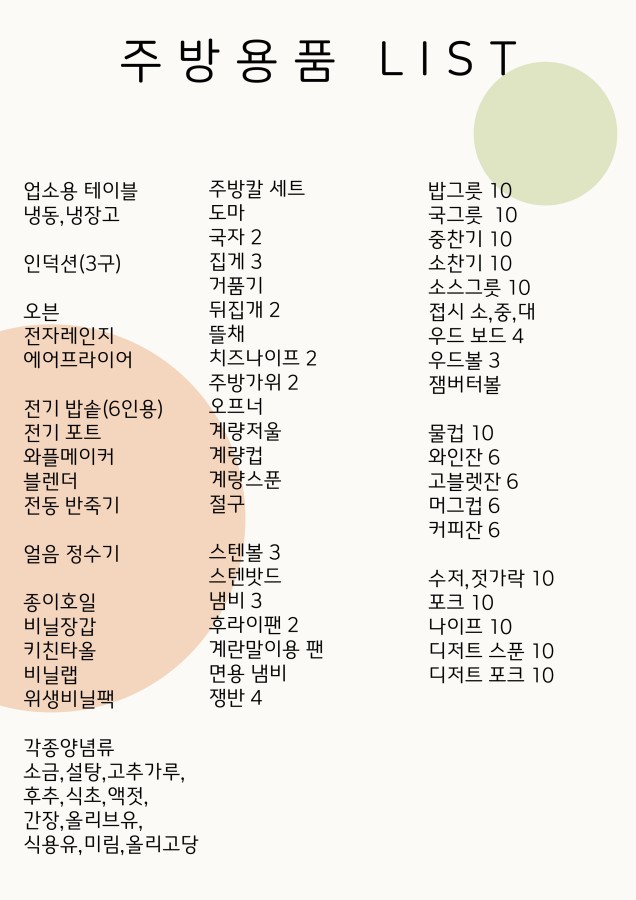 주방용품 LIST
업소용 테이블
냉동,냉장고
인덕션(3구)
오븐
전자레인지
에어프라이어
전기 밥솥(6인용)
전기 포트
와플메이커
블렌더
전동 반죽기
얼음 정수기
종이호일
비닐장갑
키친타올
비닐랩
위생비닐팩
각종양념류
소금,설탕,고추가루,
후추,식초,액젓,
간장,올리브유,
식용유,미림,올리고당
주방칼 세트
도마
국자 2
집게 3
거품기
뒤집개 2
뜰채
치즈나이프 2
주방가위 2
오프너
계량저울
계량컵
계량스푼
절구
스텐볼 3
스텐밧드
냄비 3
후라이팬 2
계란말이용 팬
면용 냄비
쟁반 4
밥그릇 10
국그릇 10
중찬기 10
소찬기 10
소스그릇 10
접시 소,중,대
우드 보드 4
우드볼 3
잼버터볼
물컵 10
와인잔 6
고블렛잔 6
머그컵 6
커피잔 6
수저,젓가락 10
포크 10
나이프 10
디저트 스푼 10
디저트 포크 10